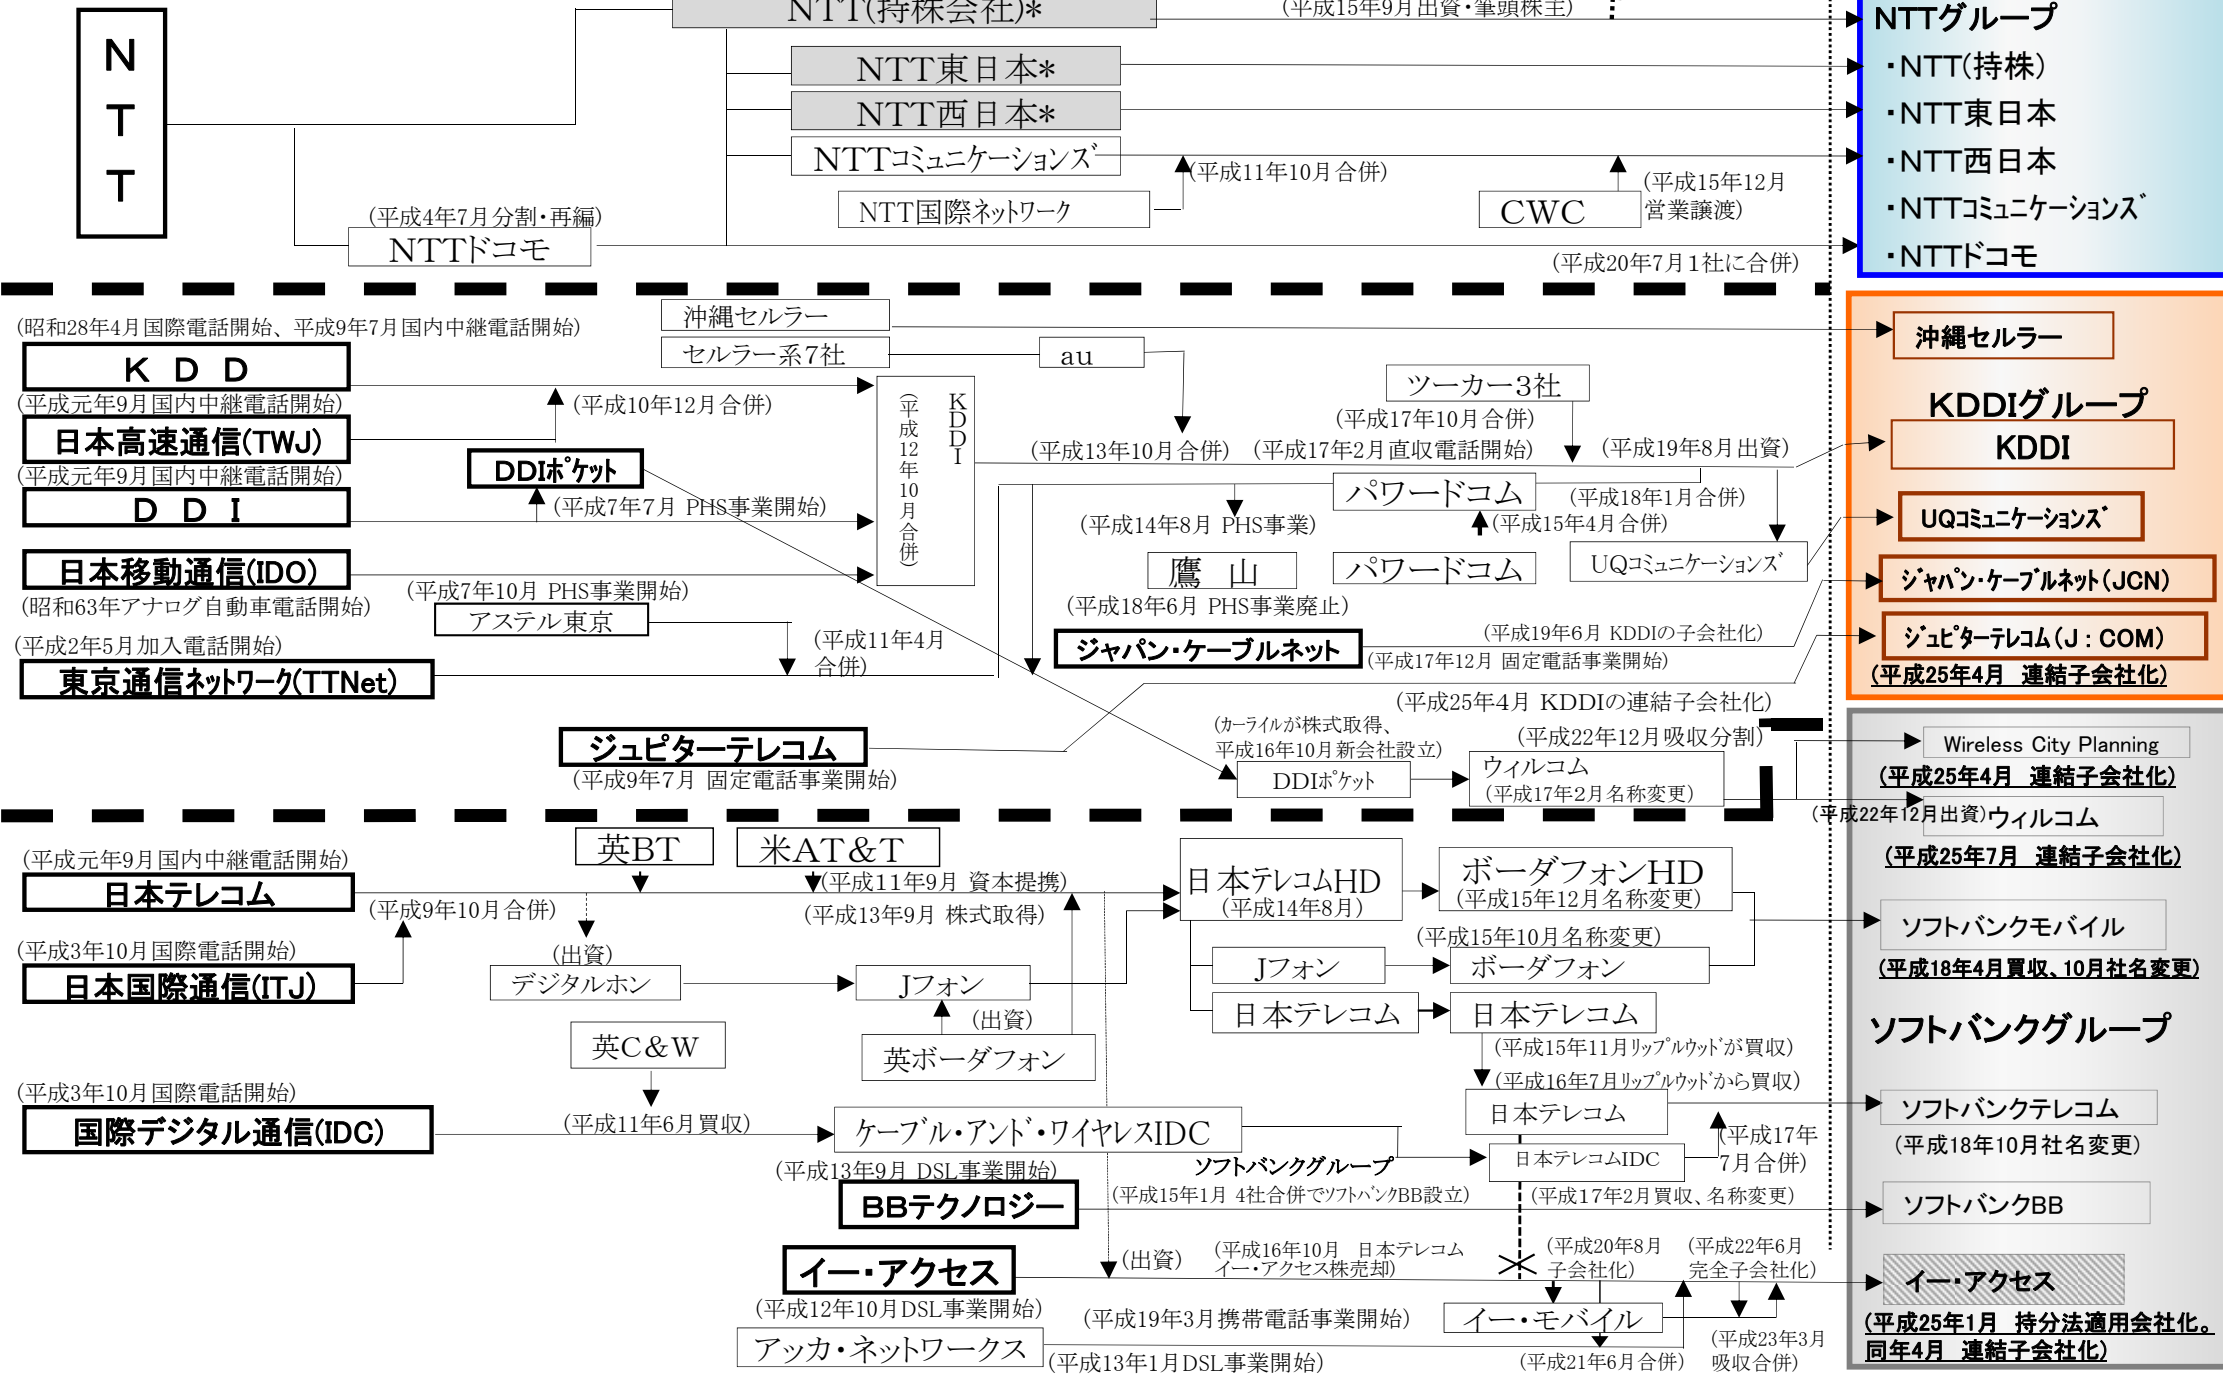 NTT(持株会社)*
(平成15年9月出資・筆頭株主)
NTTグループ
N
T
T
NTT東日本*
・NTT(持株)
NTT西日本*
・NTT東日本
NTTコミュニケーションズ
(平成11年10月合併)
・NTT西日本
(平成15年12月
営業譲渡)
NTT国際ネットワーク
CWC
・NTTコミュニケーションズ
(平成4年7月分割・再編)
NTTドコモ
・NTTドコモ
(平成20年7月1社に合併)
沖縄セルラー
(昭和28年4月国際電話開始、平成9年7月国内中継電話開始)
沖縄セルラー
セルラー系7社
au
KDD
ツーカー3社
KDDIグループ
(平成元年9月国内中継電話開始)
(平成10年12月合併)
KDDI
(平成12年10月合併)
(平成17年10月合併)
日本高速通信(TWJ)
(平成13年10月合併)
(平成17年2月直収電話開始)
(平成19年8月出資)
KDDI
(平成元年9月国内中継電話開始)
DDIポケット
パワードコム
(平成18年1月合併)
DDI
(平成7年7月 PHS事業開始)
(平成14年8月 PHS事業)
(平成15年4月合併)
UQコミュニケーションズ
日本移動通信(IDO)
鷹 山
パワードコム
UQコミュニケーションズ
ジャパン・ケーブルネット(JCN)
(平成7年10月 PHS事業開始)
(昭和63年アナログ自動車電話開始)
アステル東京
(平成18年6月 PHS事業廃止)
(平成2年5月加入電話開始)
(平成11年4月
合併)
ジャパン・ケーブルネット
(平成19年6月 KDDIの子会社化)
(平成17年12月 固定電話事業開始)
ジュピターテレコム(J:COM)
東京通信ネットワーク(TTNet)
(平成25年4月 連結子会社化)
(平成25年4月 KDDIの連結子会社化)
ジュピターテレコム
(平成9年7月 固定電話事業開始)
(カーライルが株式取得、
平成16年10月新会社設立)
(平成22年12月吸収分割)
Wireless City Planning
DDIポケット
ウィルコム
(平成17年2月名称変更)
(平成25年4月 連結子会社化)
(平成22年12月出資)
ウィルコム
(平成25年7月 連結子会社化)
英BT
米AT&T
(平成元年9月国内中継電話開始)
日本テレコム
(平成11年9月 資本提携)
日本テレコムHD
(平成14年8月)
ボーダフォンHD
(平成15年12月名称変更)
(平成9年10月合併)
(平成13年9月 株式取得)
ソフトバンクモバイル
(平成3年10月国際電話開始)
(出資)
(平成15年10月名称変更)
日本国際通信(ITJ)
デジタルホン
Jフォン
Jフォン
ボーダフォン
(平成18年4月買収、10月社名変更)
(出資)
日本テレコム
日本テレコム
ソフトバンクグループ
英C&W
英ボーダフォン
(平成15年11月リップルウッドが買収)
(平成3年10月国際電話開始)
(平成16年7月リップルウッドから買収)
国際デジタル通信(IDC)
(平成11年6月買収)
ケーブル・アンド・ワイヤレスIDC
日本テレコム
ソフトバンクテレコム
(平成18年10月社名変更)
(平成17年
7月合併)
(平成13年9月 DSL事業開始)
ソフトバンクグループ
日本テレコムIDC
BBテクノロジー
(平成15年1月 4社合併でソフトバンクBB設立)
(平成17年2月買収、名称変更)
ソフトバンクBB
イー・アクセス
(出資)
(平成16年10月 日本テレコム
イー・アクセス株売却)
(平成20年8月
子会社化)
(平成22年6月
完全子会社化)
イー・アクセス
(平成12年10月DSL事業開始)
(平成19年3月携帯電話事業開始)
イー・モバイル
(平成25年1月 持分法適用会社化。
同年4月 連結子会社化)
アッカ・ネットワークス
(平成13年1月DSL事業開始)
(平成21年6月合併)
(平成23年3月
吸収合併)